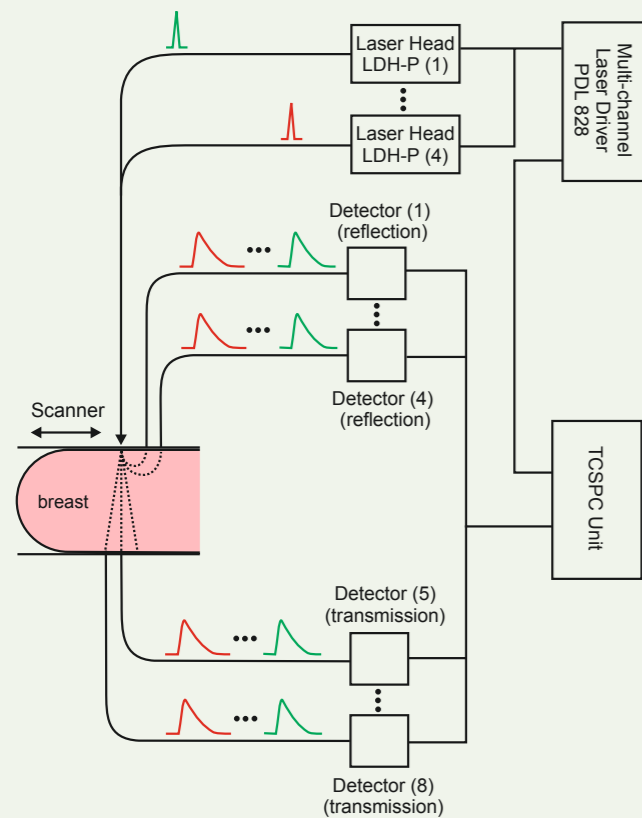 Laser Head
LDH-P (1)
Laser Head
LDH-P (4)
Multi-channel
Laser Driver
PDL 828
Detector (1)
(reflection)
Detector (4)
(reflection)
Scanner
breast
TCSPC Unit
Detector (5)
(transmission)
Detector (8)
(transmission)